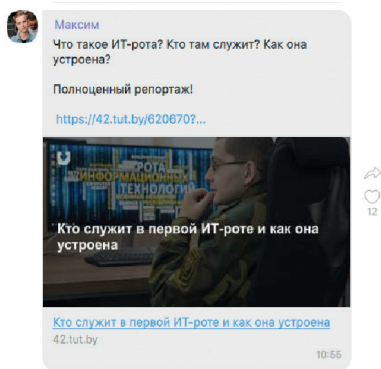 Максим
Что такое ИТ-рота? Кто там служит? Как она
устроена?
Полноценный репортаж!
https://42.tut.by/620670?...
РОТА
ИНФОРМАЦИОННЫХ
ТЕХНОЛОГИЙ
Кто служит в первой ИТ-роте и как она
устроена
Кто служит в первой ИТ-роте и как она устроена
42.tut.by
10:55
12